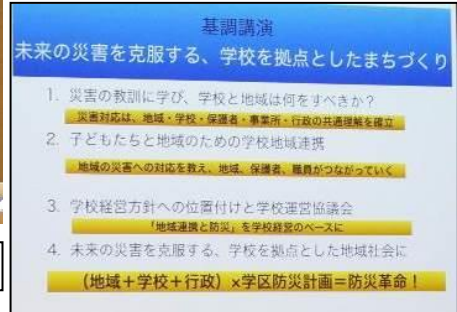 基調講演
未来の災害を克服する、学校を拠点としたまちづくり
1. 災害の教訓に学び、学校と地域は何をすべきか？
災害対応は、地域・学校・保護者・事業所・行政の共通理解を確立
2. 子どもたちと地域のための学校地域連携
地域の災害への対応を教え、地域、保護者、職員がつながっていく
3. 学校経営方針への位置付けと学校運営協議会
「地域連携と防災」を学校経営のベースに
4. 未来の災害を克服する、学校を拠点とした地域社会に
（地域＋学校＋行政）×学区防災計画＝防災革命！